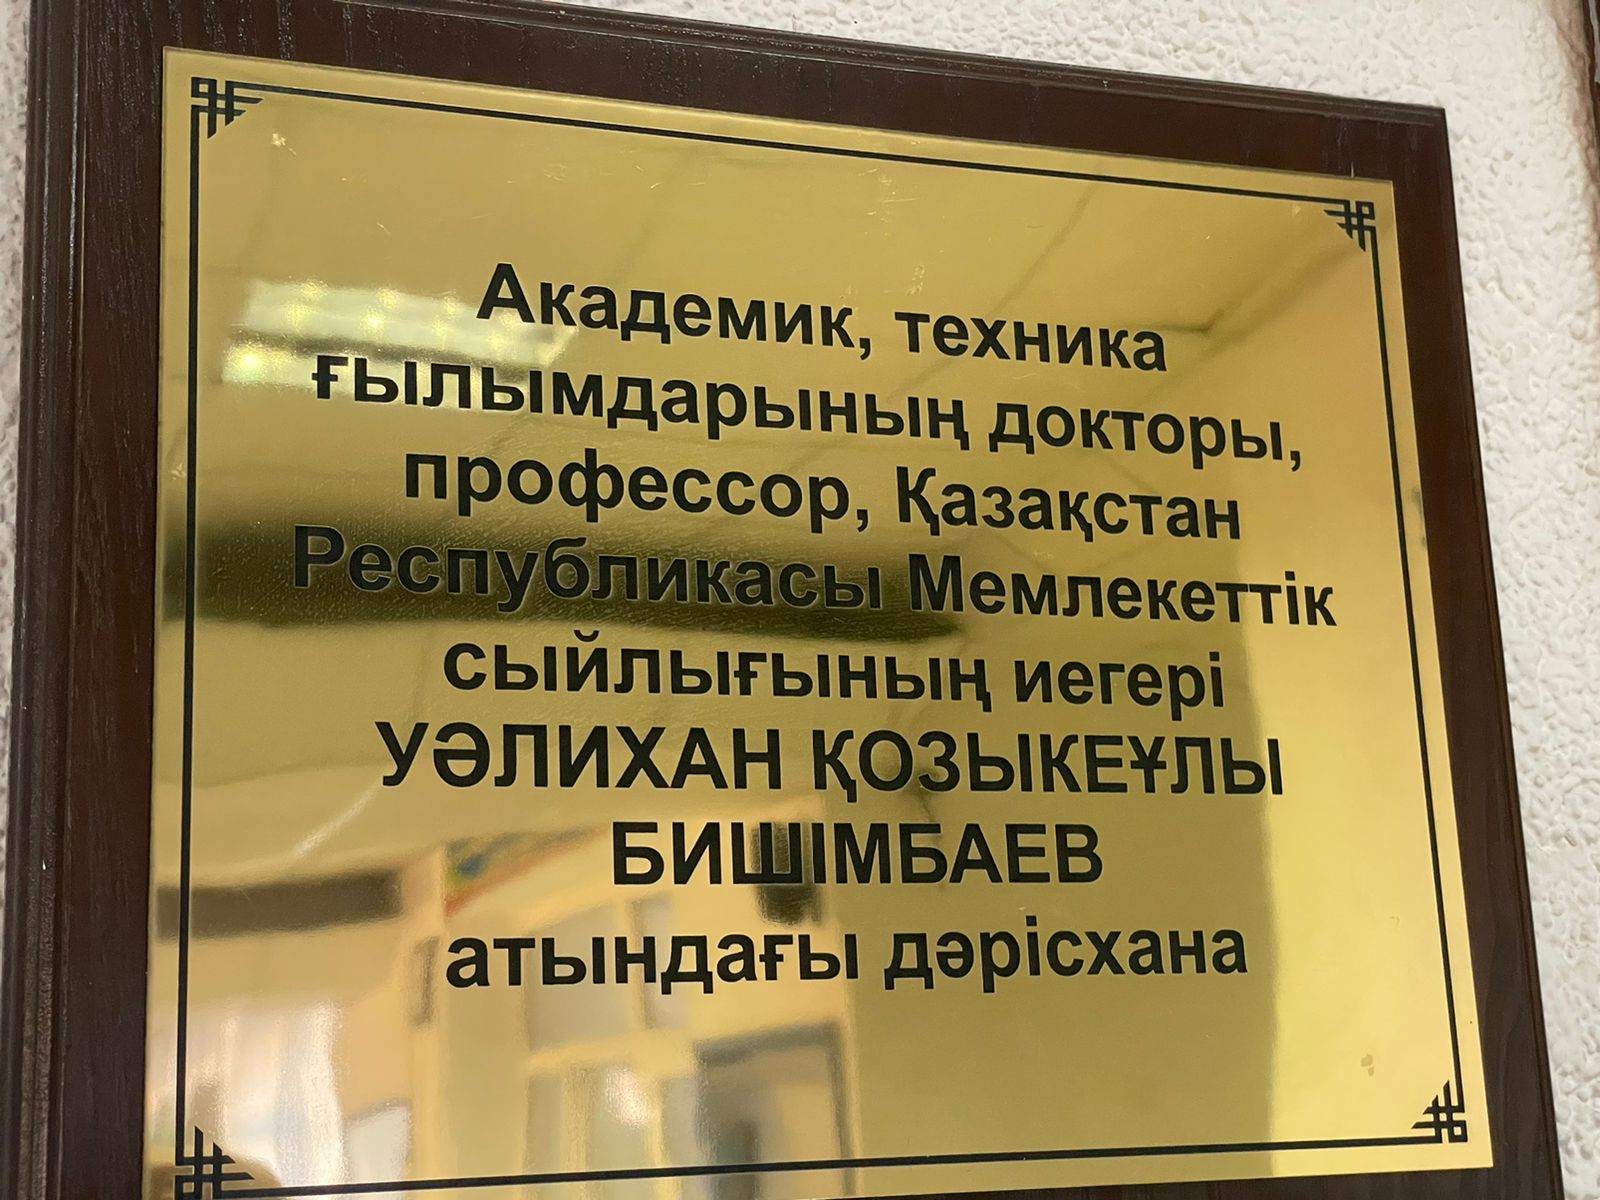 Академик, техника
ғылымдарының докторы,
профессор, Қазақстан
Республикасы Мемлекеттік
сыйлығының иегері
УӘЛИХАН ҚОЗЫКЕҰЛЫ
БИШІМБАЕВ
атындағы дәрісхана